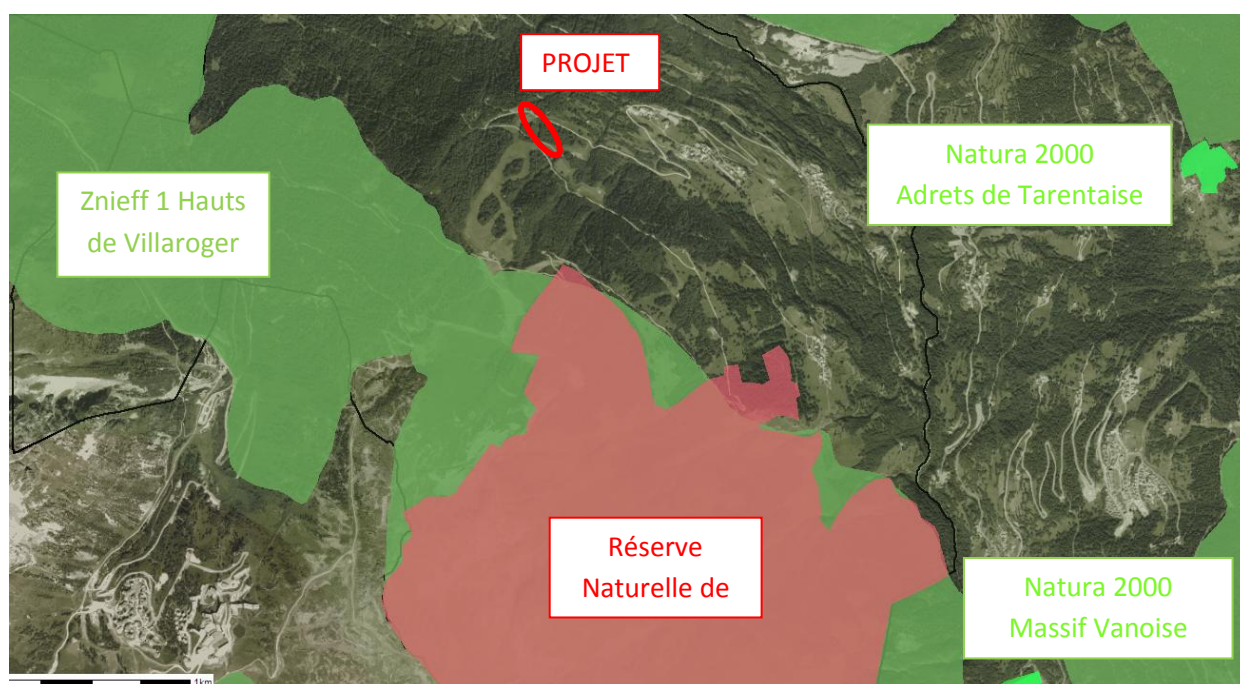 PROJET
Natura 2000
Adrets de Tarentaise
Znieff 1 Hauts
de Villaroger
Réserve
Naturelle de
Natura 2000
Massif Vanoise
1km